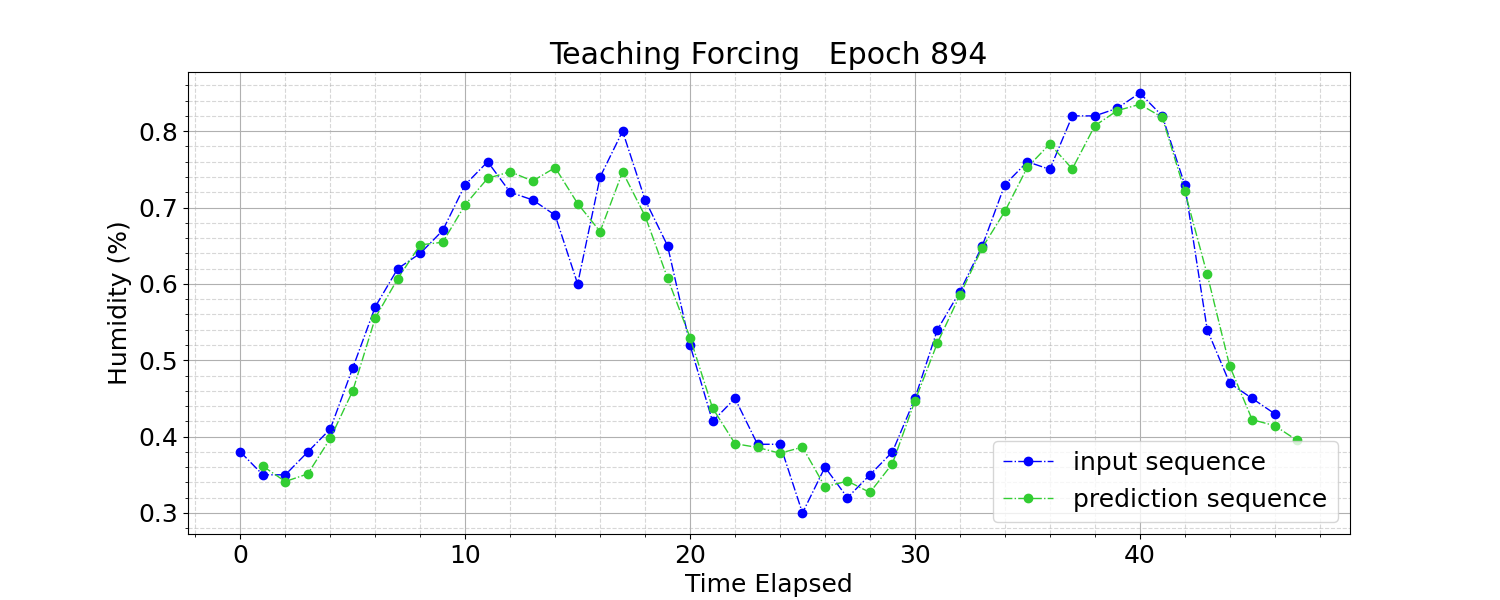 Teaching Forcing   Epoch 894
Humidity (%)
0.8
0.7
0.6
0.5
0.4
0.3
0 10 20 30 40
Time Elapsed
input sequence
prediction sequence